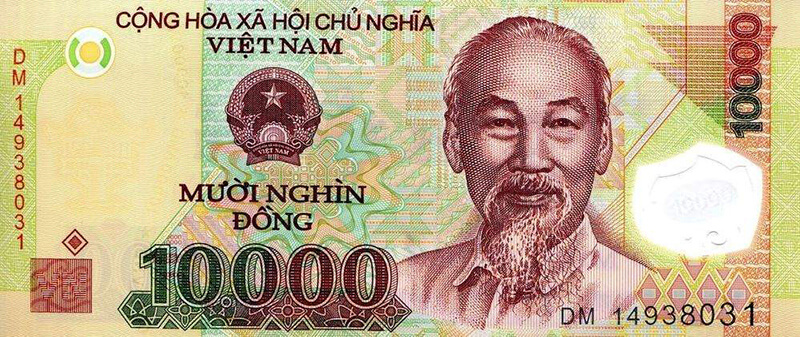 CỘNG HÒA XÃ HỘI CHỦ NGHĨA
VIỆT NAM
DM 14938031
VIỆT NAM
MƯỜI NGHÌN
ĐỒNG
10000
10000
10000
DM 14938031